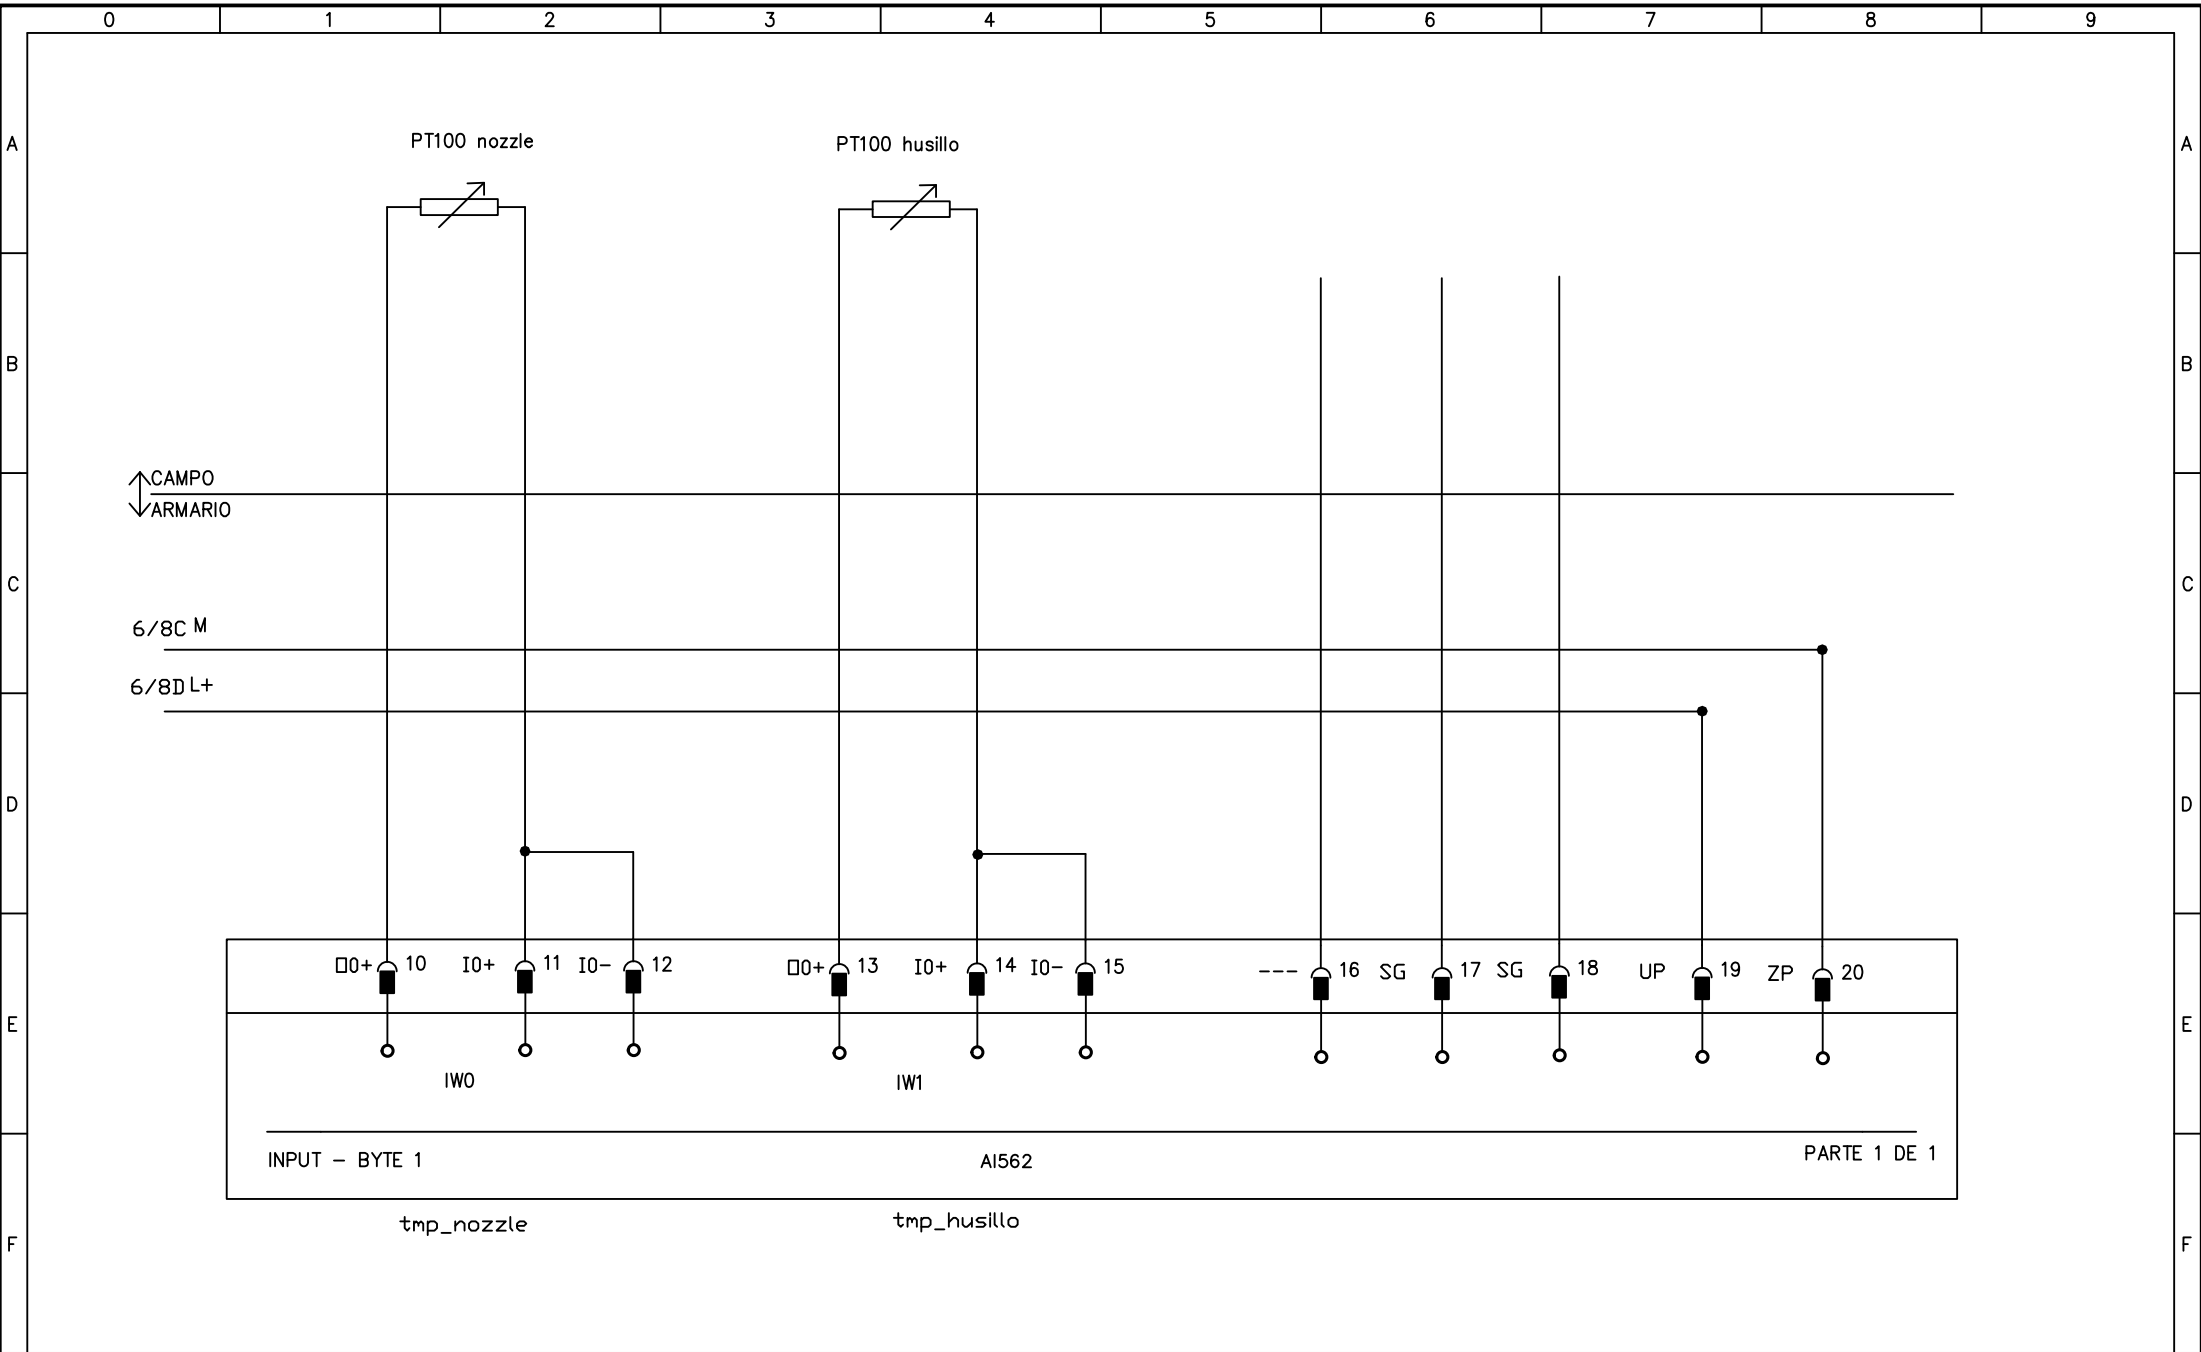 0 1 2 3 4 5 6 7 8 9
A A
PT100 nozzle PT100 husillo
B B
CAMPO
ARMARIO
C C
6/8C M
6/8D L+
D D
□0+ 10 I0+ 11 I0- 12 □0+ 13 I0+ 14 I0- 15 --- 16 SG 17 SG 18 UP 19 ZP 20
E E
IW0 IW1
INPUT - BYTE 1 AI562 PARTE 1 DE 1
tmp_nozzle tmp_husillo
F F